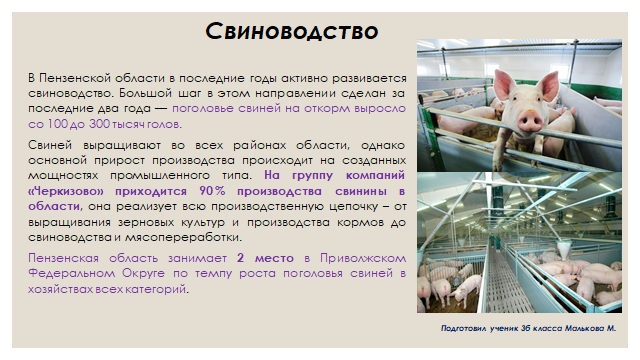 Свиноводство
В Пензенской области в последние годы активно развивается
свиноводство. Большой шаг в этом направлении сделан за
последние два года — поголовье свиней на откорм выросло
со 100 до 300 тысяч голов.
Свиней выращивают во всех районах области, однако
основной прирост производства происходит на созданных
мощностях промышленного типа. На группу компаний
«Черкизово» приходится 90% производства свинины в
области, она реализует всю производственную цепочку – от
выращивания зерновых культур и производства кормов до
свиноводства и мясопереработки.
Пензенская область занимает 2 место в Приволжском
Федеральном Округе по темпу роста поголовья свиней в
хозяйствах всех категорий.
Подготовил ученик 3б класса Малькова М.